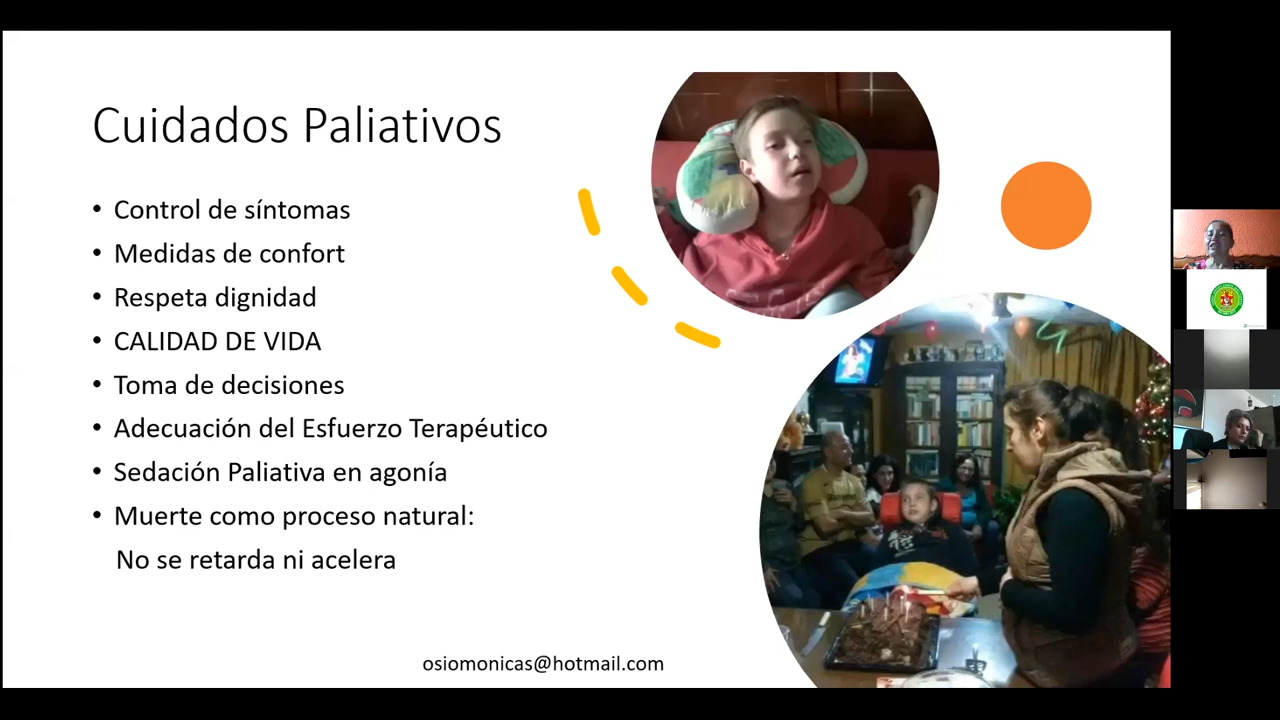 Cuidados Paliativos
• Control de síntomas
• Medidas de confort
• Respeta dignidad
• CALIDAD DE VIDA
• Toma de decisiones
• Adecuación del Esfuerzo Terapéutico
• Sedación Paliativa en agonía
• Muerte como proceso natural:
No se retarda ni acelera
osiomonicas@hotmail.com